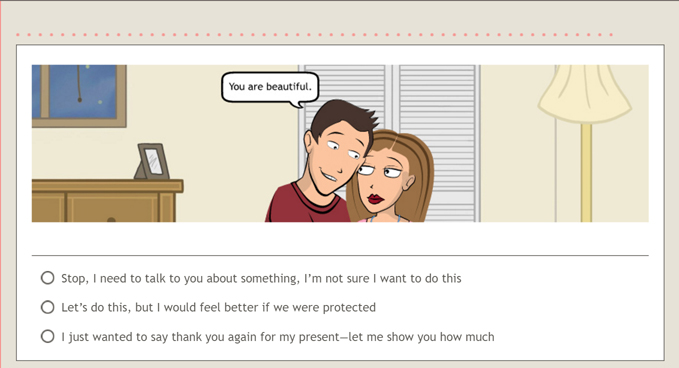 You are beautiful.
Stop, I need to talk to you about something, I’m not sure I want to do this
Let’s do this, but I would feel better if we were protected
I just wanted to say thank you again for my present—let me show you how much